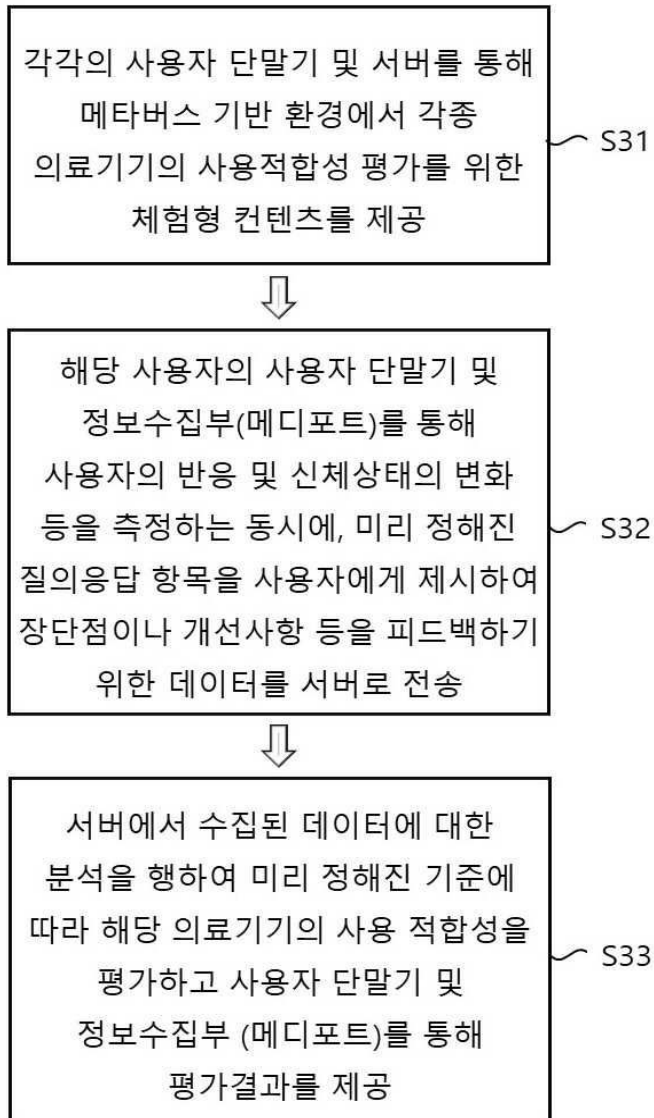 각각의 사용자 단말기 및 서버를 통해
메타버스 기반 환경에서 각종
의료기기의 사용적합성 평가를 위한
체험형 컨텐츠를 제공
S31
해당 사용자의 사용자 단말기 및
정보수집부(메디포트)를 통해
사용자의 반응 및 신체상태의 변화
등을 측정하는 동시에, 미리 정해진
질의응답 항목을 사용자에게 제시하여
장단점이나 개선사항 등을 피드백하기
위한 데이터를 서버로 전송
S32
서버에서 수집된 데이터에 대한
분석을 행하여 미리 정해진 기준에
따라 해당 의료기기의 사용 적합성을
평가하고 사용자 단말기 및
정보수집부 (메디포트)를 통해
평가결과를 제공
S33